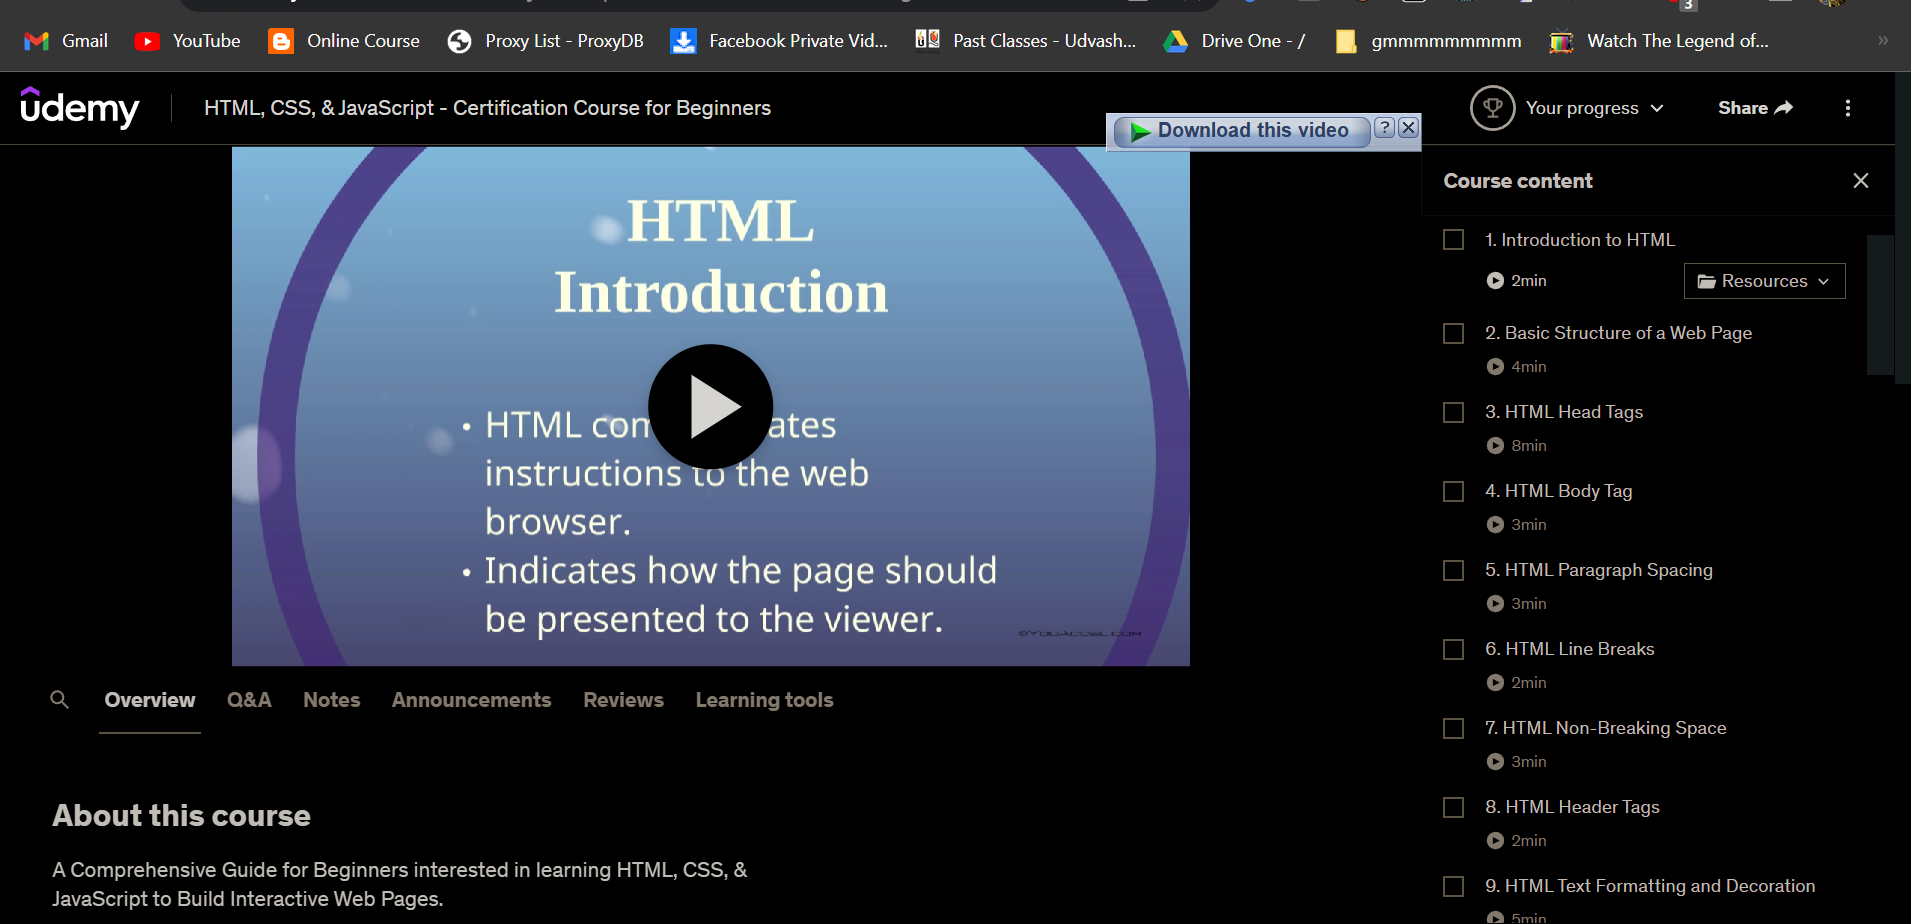 3
Gmail
YouTube
Online Course
Proxy List - ProxyDB
Facebook Private Vid...
Past Classes - Udvash...
Drive One - /
gmmmmmmmmm
Watch The Legend of...
»
ûdemy
HTML, CSS, & JavaScript - Certification Course for Beginners
Your progress
Share
Download this video
?
HTML
Introduction
• HTML
instructions to the web
browser.
• Indicates how the page should
be presented to the viewer.
©YouAccel.com
Overview
Q&A
Notes
Announcements
Reviews
Learning tools
About this course
A Comprehensive Guide for Beginners interested in learning HTML, CSS, &
JavaScript to Build Interactive Web Pages.
Course content
1. Introduction to HTML
2min
Resources
2. Basic Structure of a Web Page
4min
3. HTML Head Tags
8min
4. HTML Body Tag
3min
5. HTML Paragraph Spacing
3min
6. HTML Line Breaks
2min
7. HTML Non-Breaking Space
3min
8. HTML Header Tags
2min
9. HTML Text Formatting and Decoration
5min